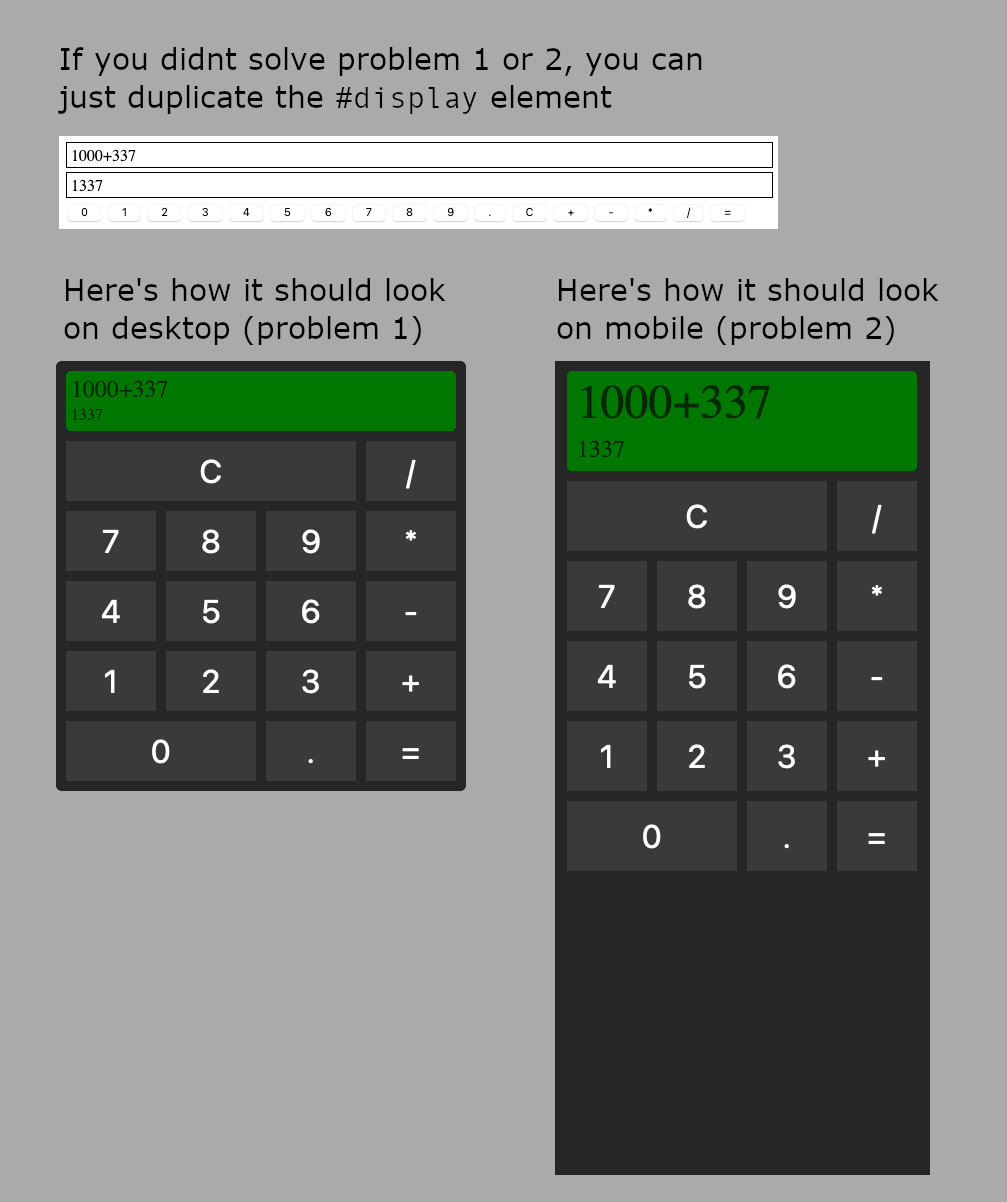 If you didnt solve problem 1 or 2, you can
just duplicate the #display element
1000+337
1337
0 1 2 3 4 5 6 7 8 9 . C + - * / =
Here's how it should look
on desktop (problem 1)
1000+337
1337
C /
7 8 9 *
4 5 6 -
1 2 3 +
0 . =
Here's how it should look
on mobile (problem 2)
1000+337
1337
C /
7 8 9 *
4 5 6 -
1 2 3 +
0 . =